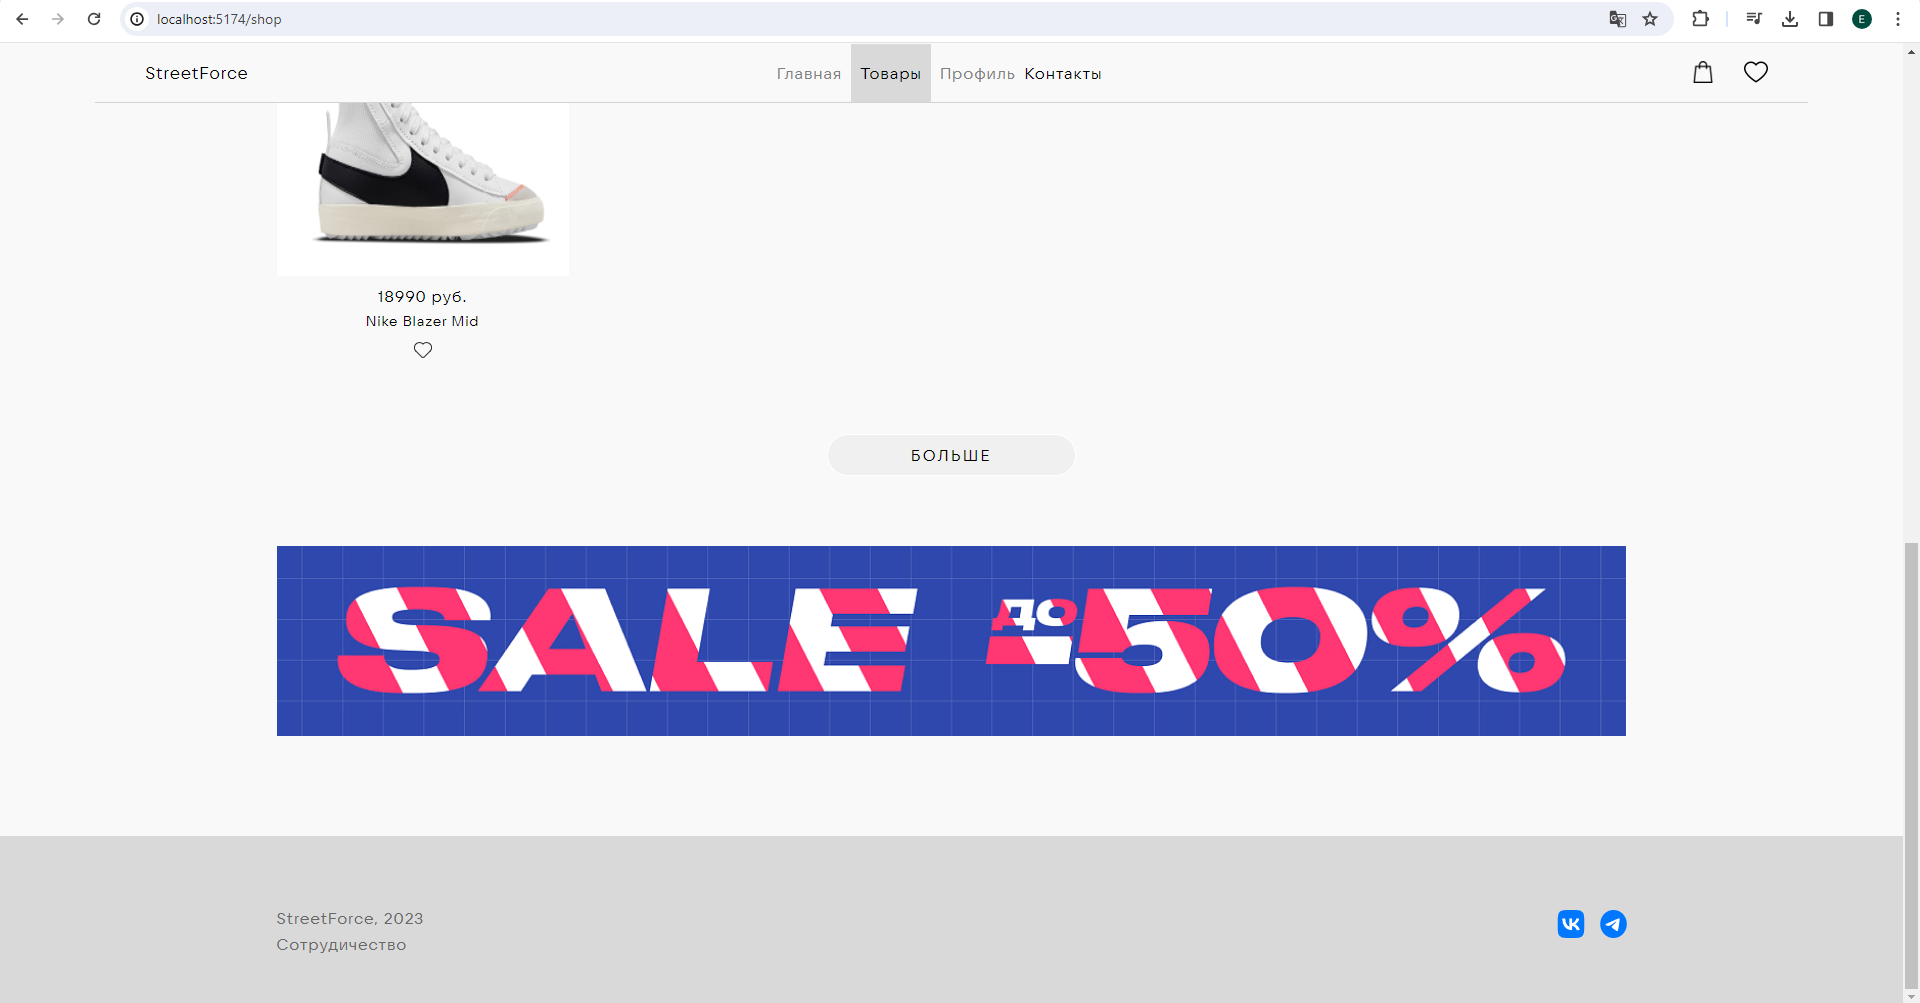 localhost:5174/shop
E
StreetForce
Главная Товары Профиль Контакты
18990 руб.
Nike Blazer Mid
БОЛЬШЕ
SALE до -50%
StreetForce, 2023
Сотрудичество